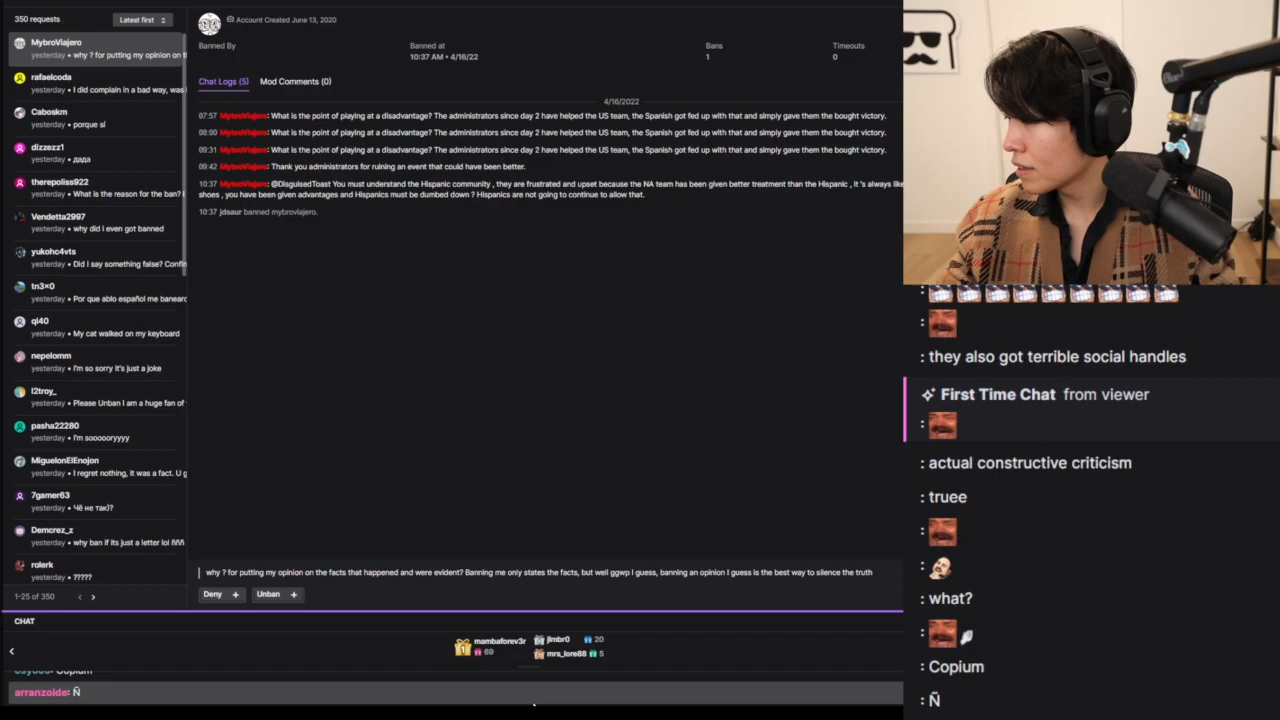 350 requests
Latest first
MybroViajero
yesterday • why ? for putting my opinion on t
rafaelcoda
yesterday • I did complain in a bad way, was
Caboskm
yesterday • porque sí
dizzezz1
yesterday • дада
therepoliss922
yesterday • What is the reason for the ban? I
Vendetta2997
yesterday • why did I even got banned
yukohc4vts
yesterday • Did I say something false? Confir
tn3x0
yesterday • Por que ablo español me banearo
ql40
yesterday • My cat walked on my keyboard
nepelomm
yesterday • I'm so sorry it's just a joke
l2troy_
yesterday • Please Unban I am a huge fan of
pasha22280
yesterday • I'm soooooryyyy
MiguelonElEnojon
yesterday • I regret nothing, it was a fact. U g
7gamer63
yesterday • Чё не так)?
Demcrez_z
yesterday • why ban if its just a letter lol ñññ
rolerk
yesterday • ?????
1-25 of 350
Account Created June 13, 2020
Banned By
Banned at
Bans
Timeouts
10:37 AM • 4/16/22
1
0
Chat Logs (5)
Mod Comments (0)
4/16/2022
07:57 MybroViajero: What is the point of playing at a disadvantage? The administrators since day 2 have helped the US team, the Spanish got fed up with that and simply gave them the bought victory.
08:00 MybroViajero: What is the point of playing at a disadvantage? The administrators since day 2 have helped the US team, the Spanish got fed up with that and simply gave them the bought victory.
09:31 MybroViajero: What is the point of playing at a disadvantage? The administrators since day 2 have helped the US team, the Spanish got fed up with that and simply gave them the bought victory.
09:42 MybroViajero: Thank you administrators for ruining an event that could have been better.
10:37 MybroViajero: @DisguisedToast You must understand the Hispanic community , they are frustrated and upset because the NA team has been given better treatment than the Hispanic , it 's always like
shoes , you have been given advantages and Hispanics must be dumbed down ? Hispanics are not going to continue to allow that.
10:37 jdsaur banned mybroviajero.
why ? for putting my opinion on the facts that happened and were evident? Banning me only states the facts, but well ggwp I guess, banning an opinion I guess is the best way to silence the truth
Deny +
Unban +
CHAT
mambaforev3r
69
jlmbr0 20
mrs_lore88 5
Copium
arranzoide: Ñ
: they also got terrible social handles
First Time Chat from viewer
:
: actual constructive criticism
: truee
:
:
: what?
:
: Copium
: Ñ